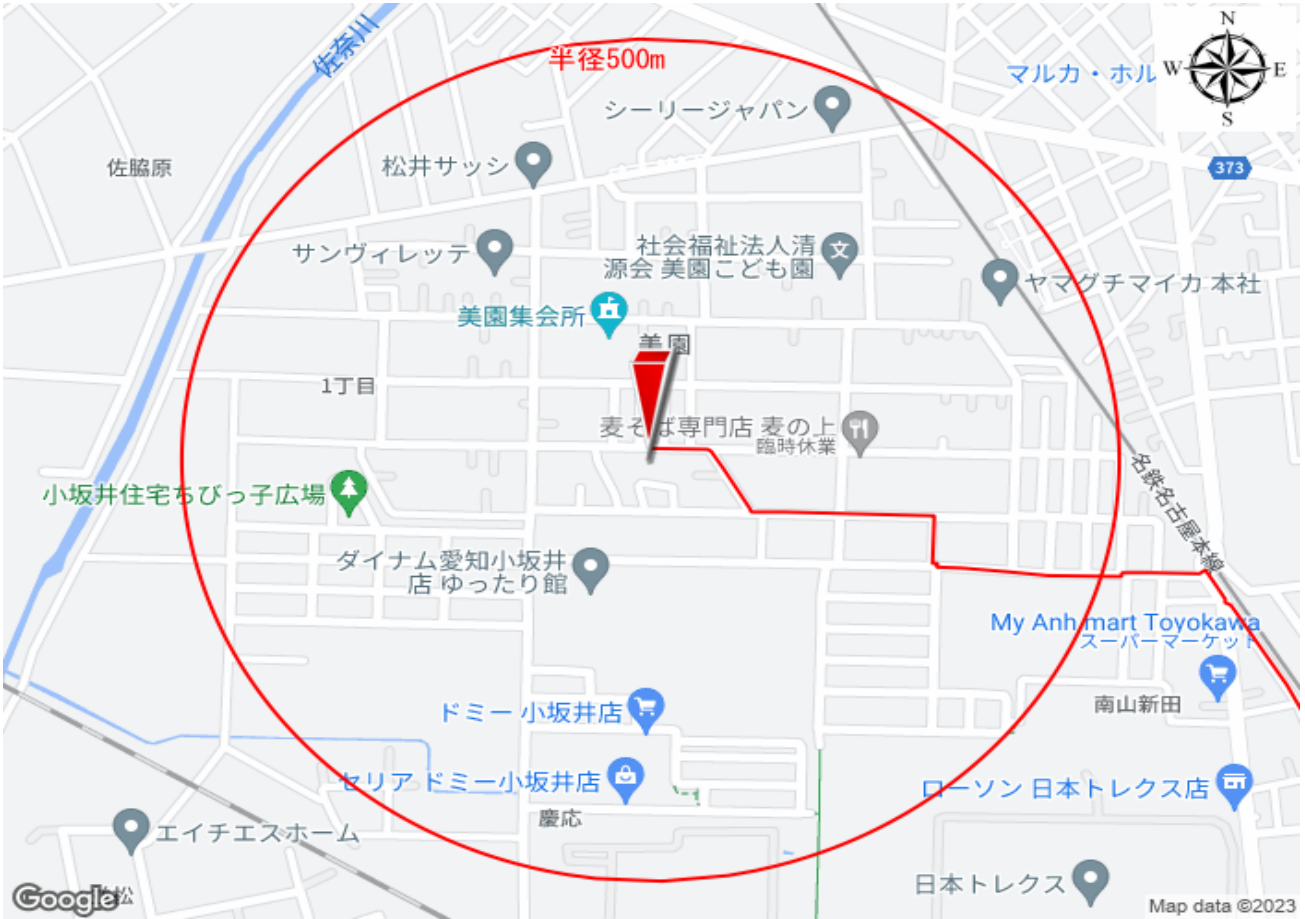 佐奈川
半径500m
N
W
E
S
マルカ・ホル
シーリージャパン
373
松井サッシ
佐脇原
サンヴィレッテ
社会福祉法人清
源会 美園こども園
ヤマグチマイカ 本社
美園集会所
美園
1丁目
麦そば専門店 麦の上
臨時休業
名鉄名古屋本線
小坂井住宅ちびっ子広場
ダイナム愛知小坂井
店 ゆったり館
My Anh mart Toyokawa
スーパーマーケット
南山新田
ドミー 小坂井店
セリア ドミー小坂井店
ローソン 日本トレクス店
慶応
エイチエスホーム
日本トレクス
Google
松
Map data ©2023